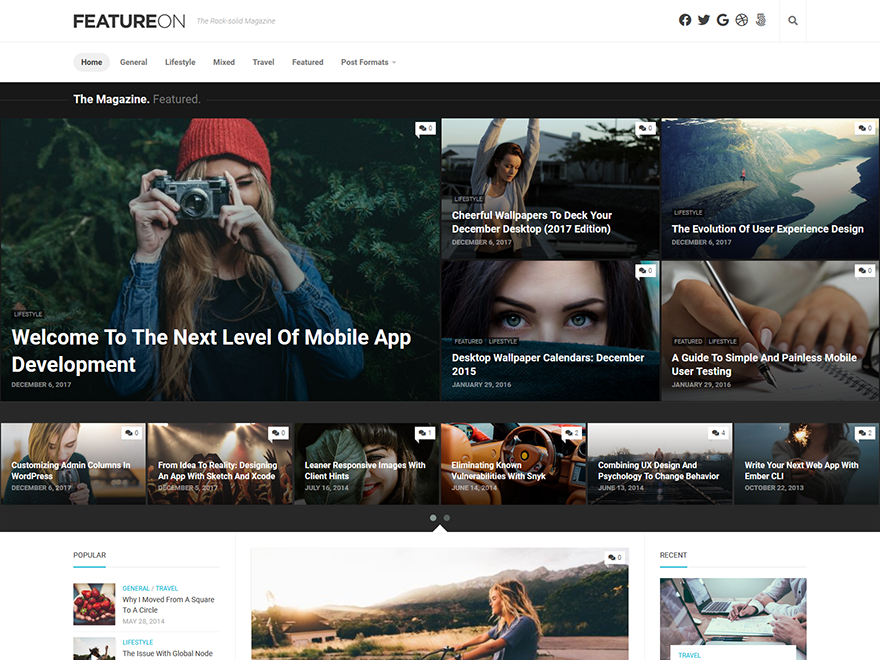 FEATUREON The Rock-solid Magazine
Home General Lifestyle Mixed Travel Featured Post Formats
The Magazine. Featured.
0
LIFESTYLE
Welcome To The Next Level Of Mobile App
Development
DECEMBER 6, 2017
0
LIFESTYLE
Cheerful Wallpapers To Deck Your
December Desktop (2017 Edition)
DECEMBER 6, 2017
0
LIFESTYLE
The Evolution Of User Experience Design
DECEMBER 6, 2017
0
FEATURED LIFESTYLE
Desktop Wallpaper Calendars: December
2015
JANUARY 29, 2016
0
FEATURED LIFESTYLE
A Guide To Simple And Painless Mobile
User Testing
JANUARY 29, 2016
0
Customizing Admin Columns In
WordPress
DECEMBER 6, 2017
0
From Idea To Reality: Designing
An App With Sketch And Xcode
DECEMBER 5, 2017
1
Leaner Responsive Images With
Client Hints
JULY 16, 2014
2
Eliminating Known
Vulnerabilities With Snyk
JUNE 14, 2014
4
Combining UX Design And
Psychology To Change Behavior
JUNE 13, 2014
2
Write Your Next Web App With
Ember CLI
OCTOBER 22, 2013
POPULAR
GENERAL / TRAVEL
Why I Moved From A Square
To A Circle
MAY 28, 2014
LIFESTYLE
The Issue With Global Node
0
RECENT
TRAVEL